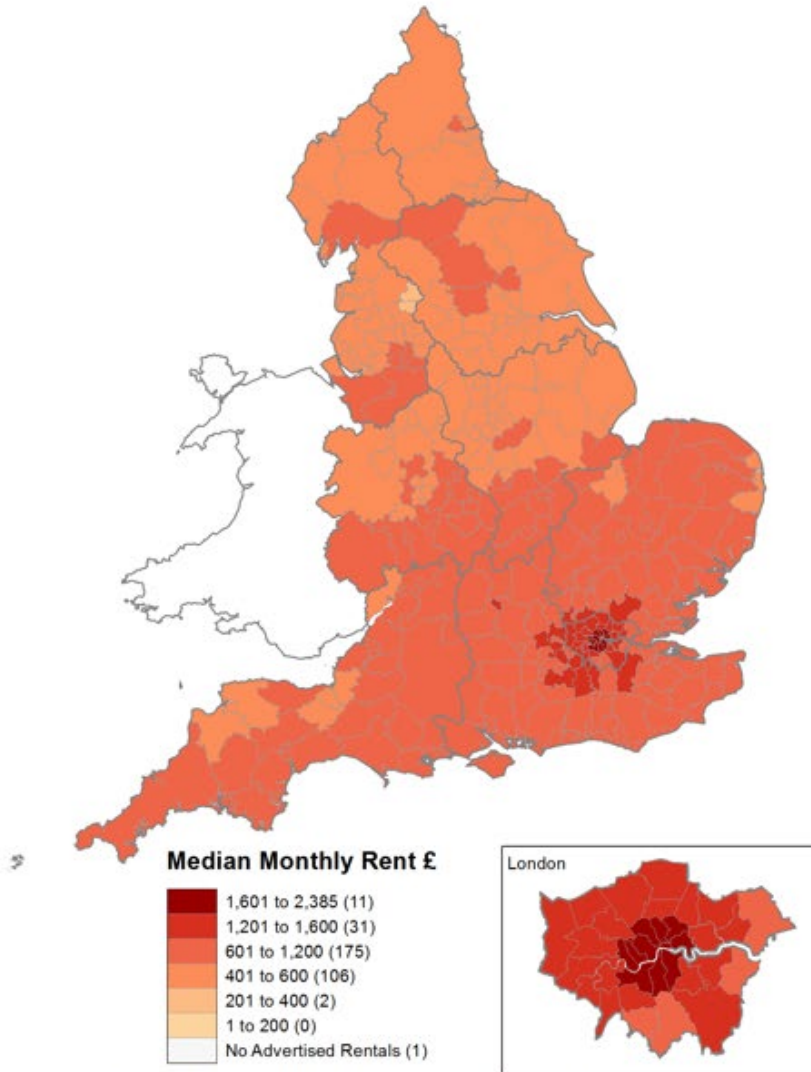 Median Monthly Rent £
1,601 to 2,385 (11)
1,201 to 1,600 (31)
601 to 1,200 (175)
401 to 600 (106)
201 to 400 (2)
1 to 200 (0)
No Advertised Rentals (1)
London